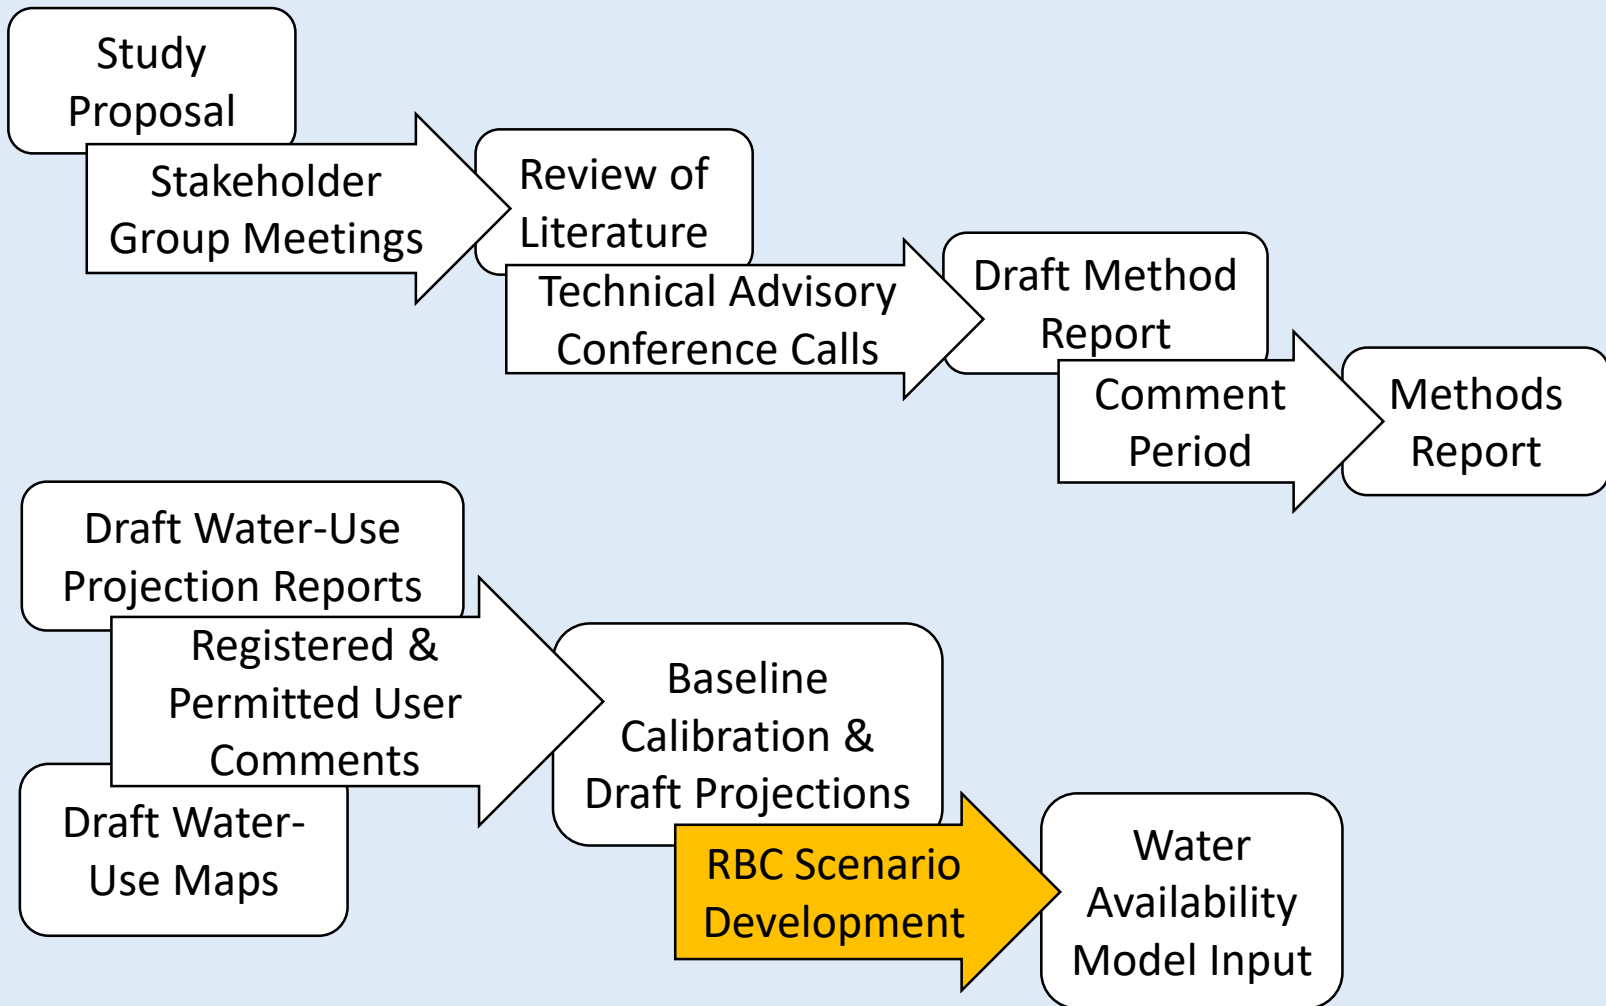 Study
Proposal
Stakeholder
Group Meetings
Review of
Literature
Technical Advisory
Conference Calls
Draft Method
Report
Comment
Period
Methods
Report
Draft Water-Use
Projection Reports
Registered &
Permitted User
Comments
Draft Water-
Use Maps
Baseline
Calibration &
Draft Projections
RBC Scenario
Development
Water
Availability
Model Input